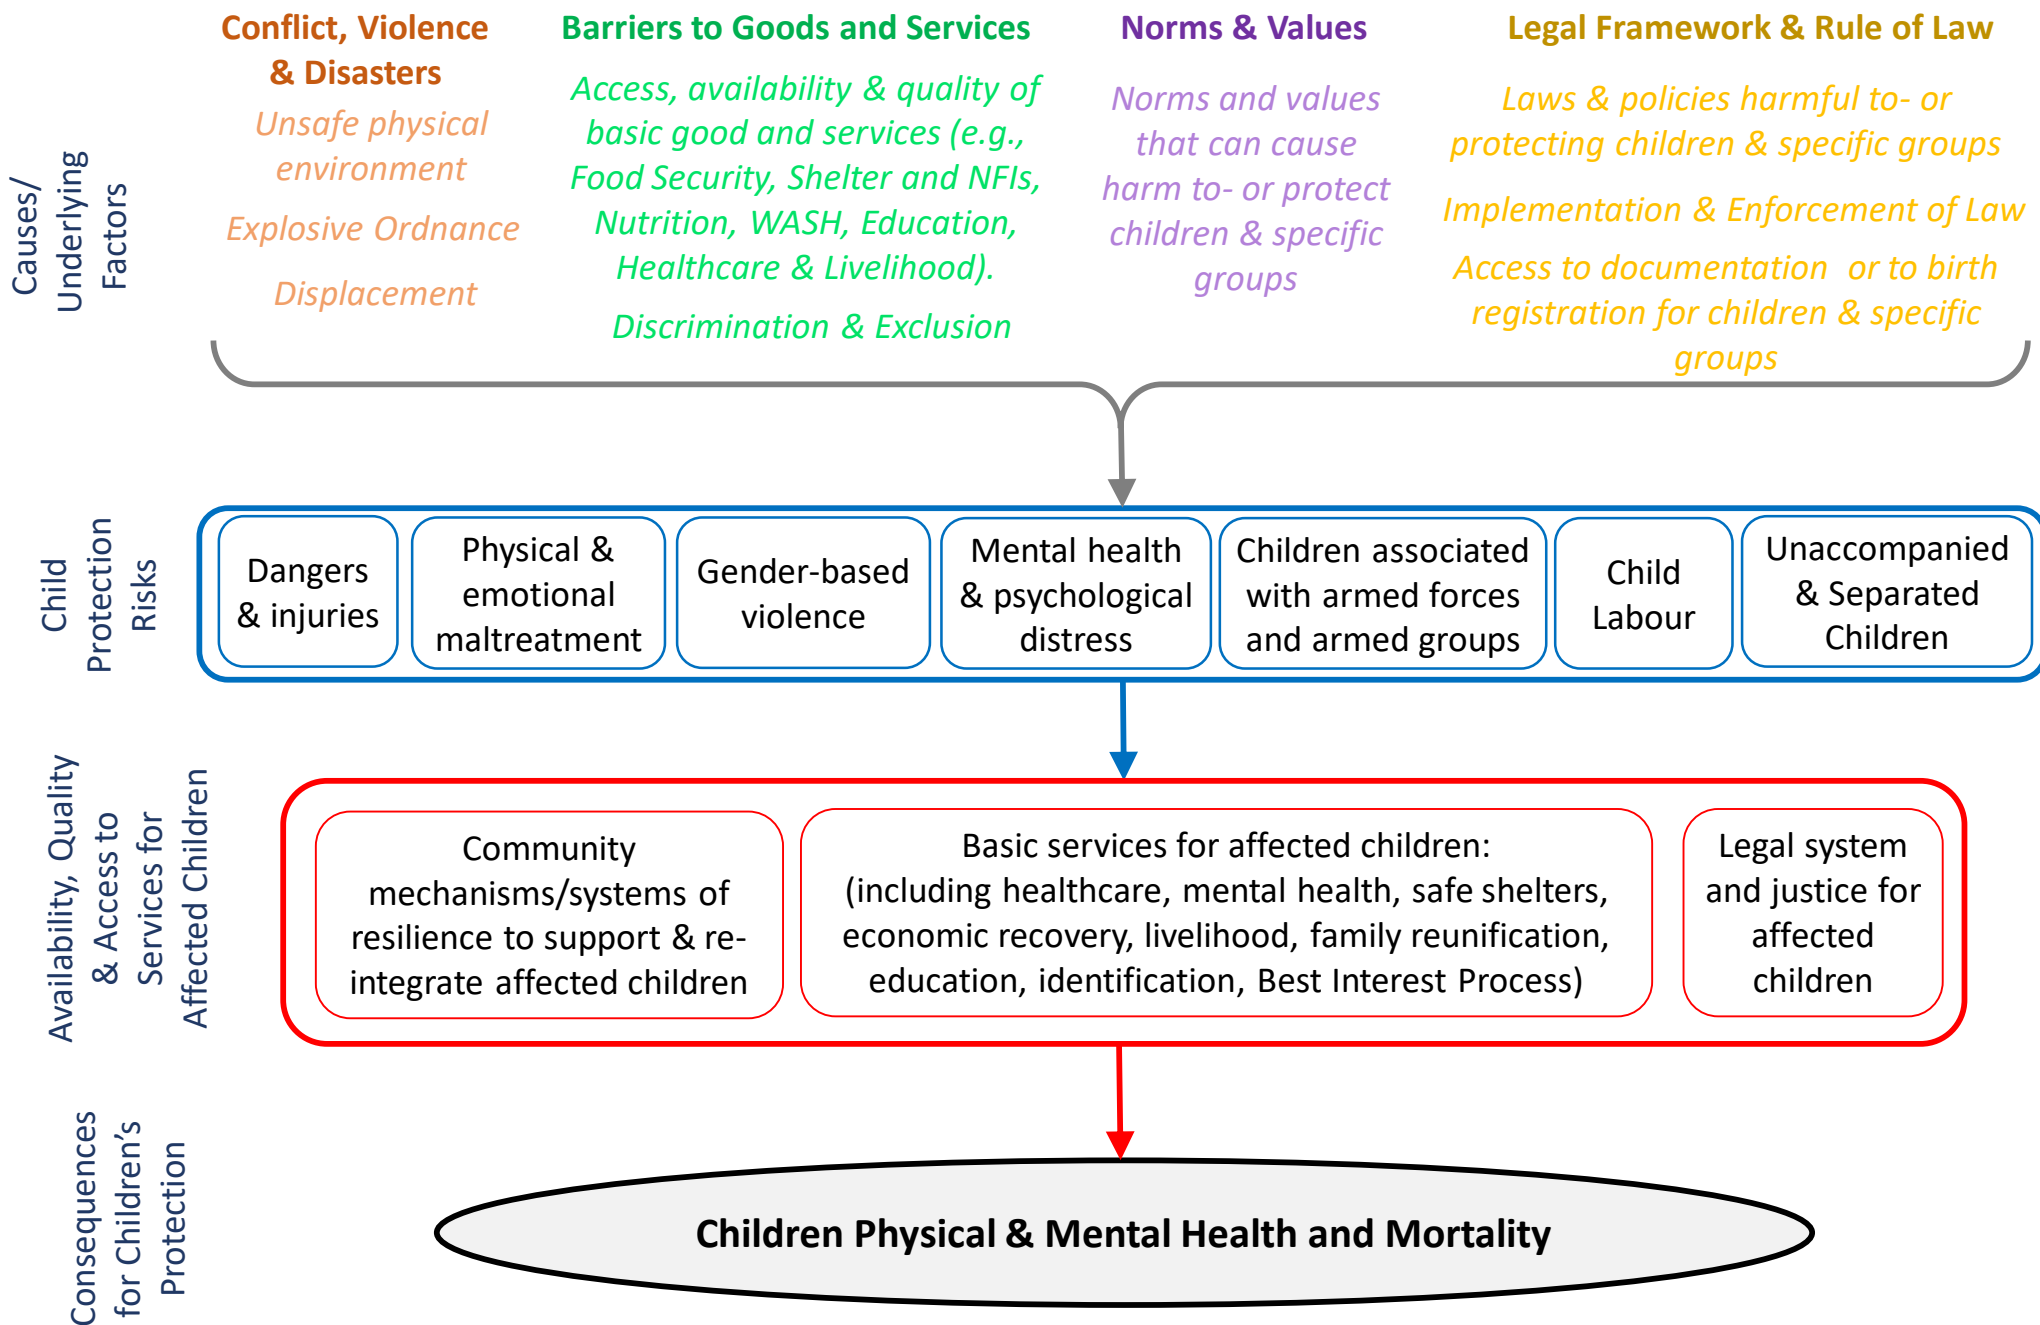 Conflict, Violence
& Disasters
Unsafe physical
environment
Explosive Ordnance
Displacement
Barriers to Goods and Services
Access, availability & quality of
basic good and services (e.g.,
Food Security, Shelter and NFIs,
Nutrition, WASH, Education,
Healthcare & Livelihood).
Discrimination & Exclusion
Norms & Values
Norms and values
that can cause
harm to- or protect
children & specific
groups
Legal Framework & Rule of Law
Laws & policies harmful to- or
protecting children & specific groups
Implementation & Enforcement of Law
Access to documentation or to birth
registration for children & specific
groups
Causes/
Underlying
Factors
Child
Protection
Risks
Dangers
& injuries
Physical &
emotional
maltreatment
Gender-based
violence
Mental health
& psychological
distress
Children associated
with armed forces
and armed groups
Child
Labour
Unaccompanied
& Separated
Children
Availability, Quality
& Access to
Services for
Affected Children
Community
mechanisms/systems of
resilience to support & re-
integrate affected children
Basic services for affected children:
(including healthcare, mental health, safe shelters,
economic recovery, livelihood, family reunification,
education, identification, Best Interest Process)
Legal system
and justice for
affected
children
Consequences
for Children’s
Protection
Children Physical & Mental Health and Mortality